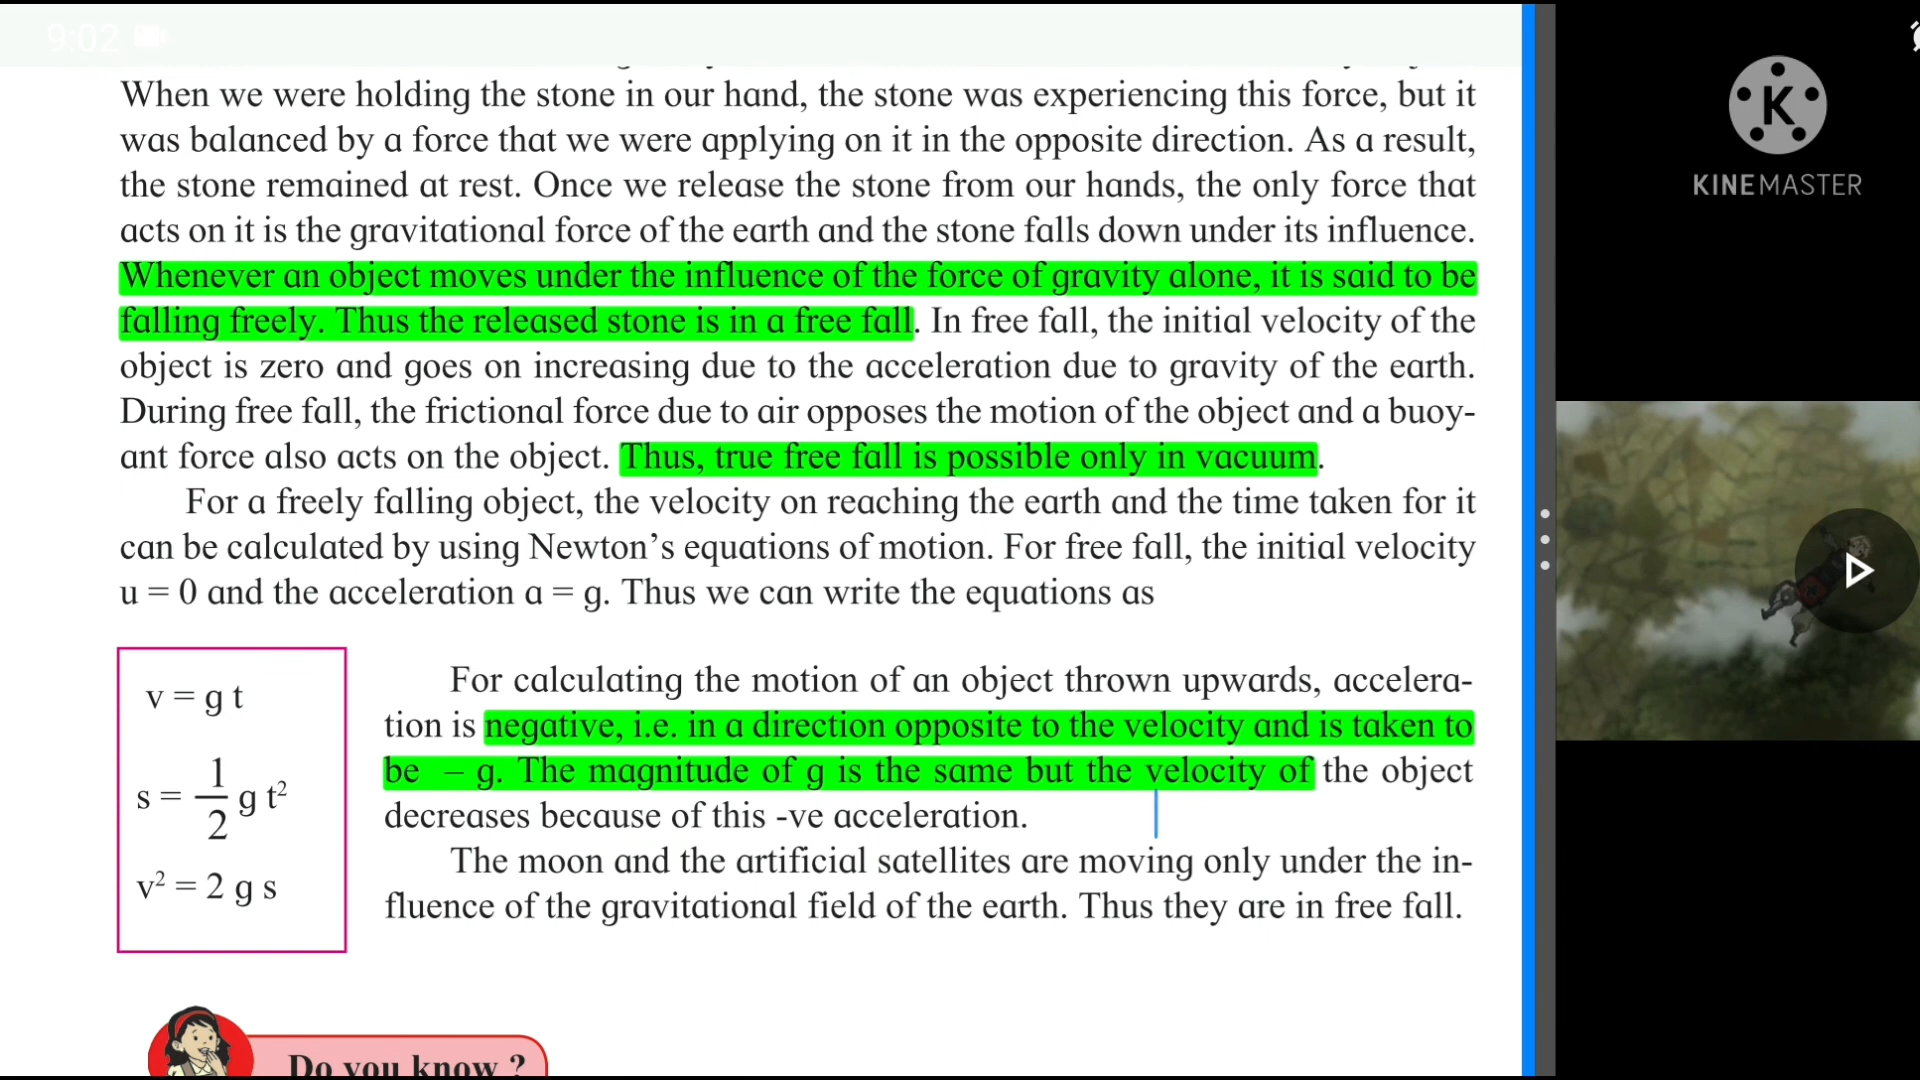 9:02
When we were holding the stone in our hand, the stone was experiencing this force, but it
was balanced by a force that we were applying on it in the opposite direction. As a result,
the stone remained at rest. Once we release the stone from our hands, the only force that
acts on it is the gravitational force of the earth and the stone falls down under its influence.
Whenever an object moves under the influence of the force of gravity alone, it is said to be
falling freely. Thus the released stone is in a free fall. In free fall, the initial velocity of the
object is zero and goes on increasing due to the acceleration due to gravity of the earth.
During free fall, the frictional force due to air opposes the motion of the object and a buoy-
ant force also acts on the object. Thus, true free fall is possible only in vacuum.
For a freely falling object, the velocity on reaching the earth and the time taken for it
can be calculated by using Newton’s equations of motion. For free fall, the initial velocity
u = 0 and the acceleration a = g. Thus we can write the equations as
v = g t
s = 1/2 g t²
v² = 2 g s
For calculating the motion of an object thrown upwards, accelera-
tion is negative, i.e. in a direction opposite to the velocity and is taken to
be – g. The magnitude of g is the same but the velocity of the object
decreases because of this -ve acceleration.
The moon and the artificial satellites are moving only under the in-
fluence of the gravitational field of the earth. Thus they are in free fall.
Do you know ?
K
KINEMASTER